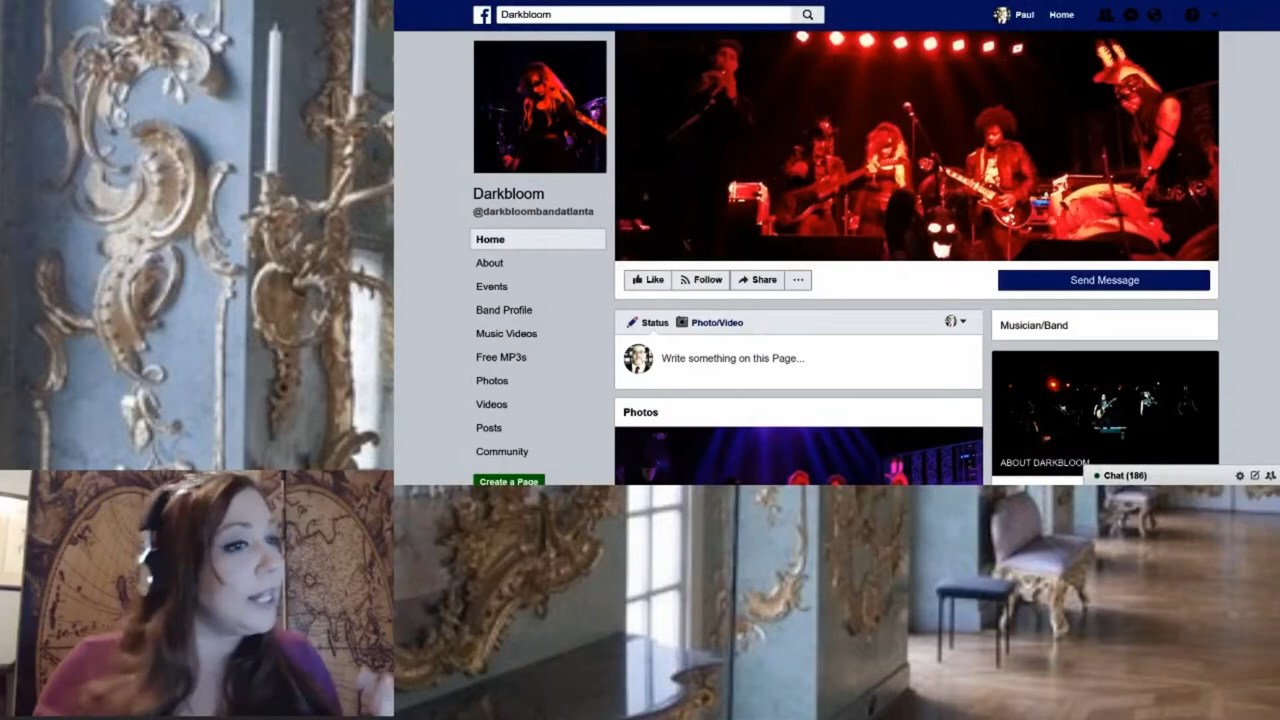 Darkbloom
Paul Home
Darkbloom
@darkbloombandatlanta
Home
About
Events
Band Profile
Music Videos
Free MP3s
Photos
Videos
Posts
Community
Create a Page
Like Follow Share ...
Send Message
Status Photo/Video
Write something on this Page...
Photos
Musician/Band
ABOUT DARKBLOOM
Chat (186)